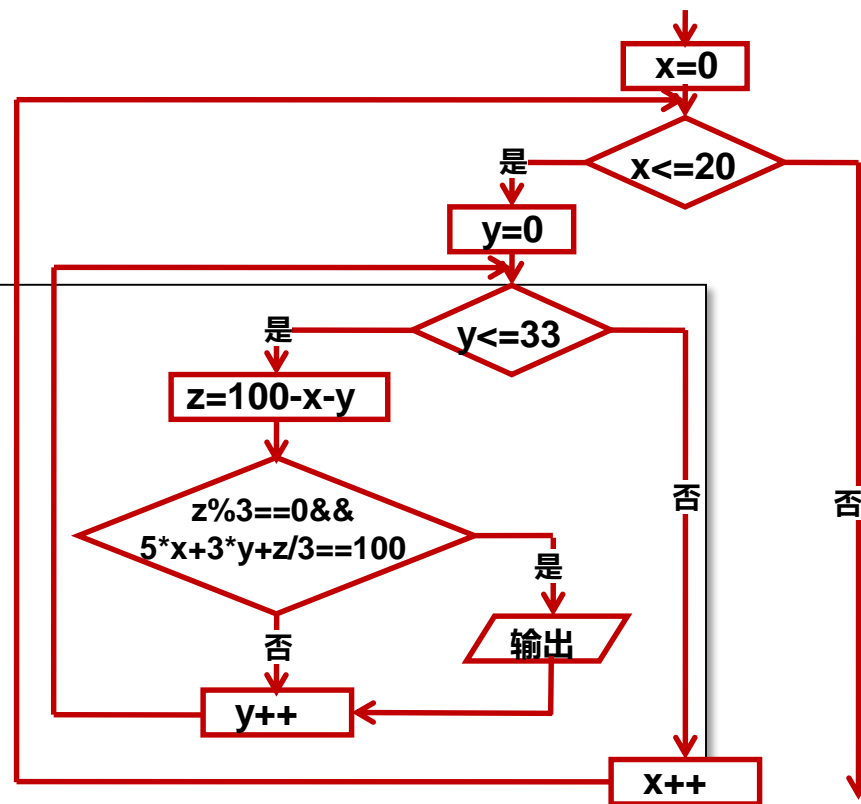 x=0
x<=20
是
y=0
y<=33
是
z=100-x-y
z%3==0&&
5*x+3*y+z/3==100
否
否
是
否
输出
y++
x++